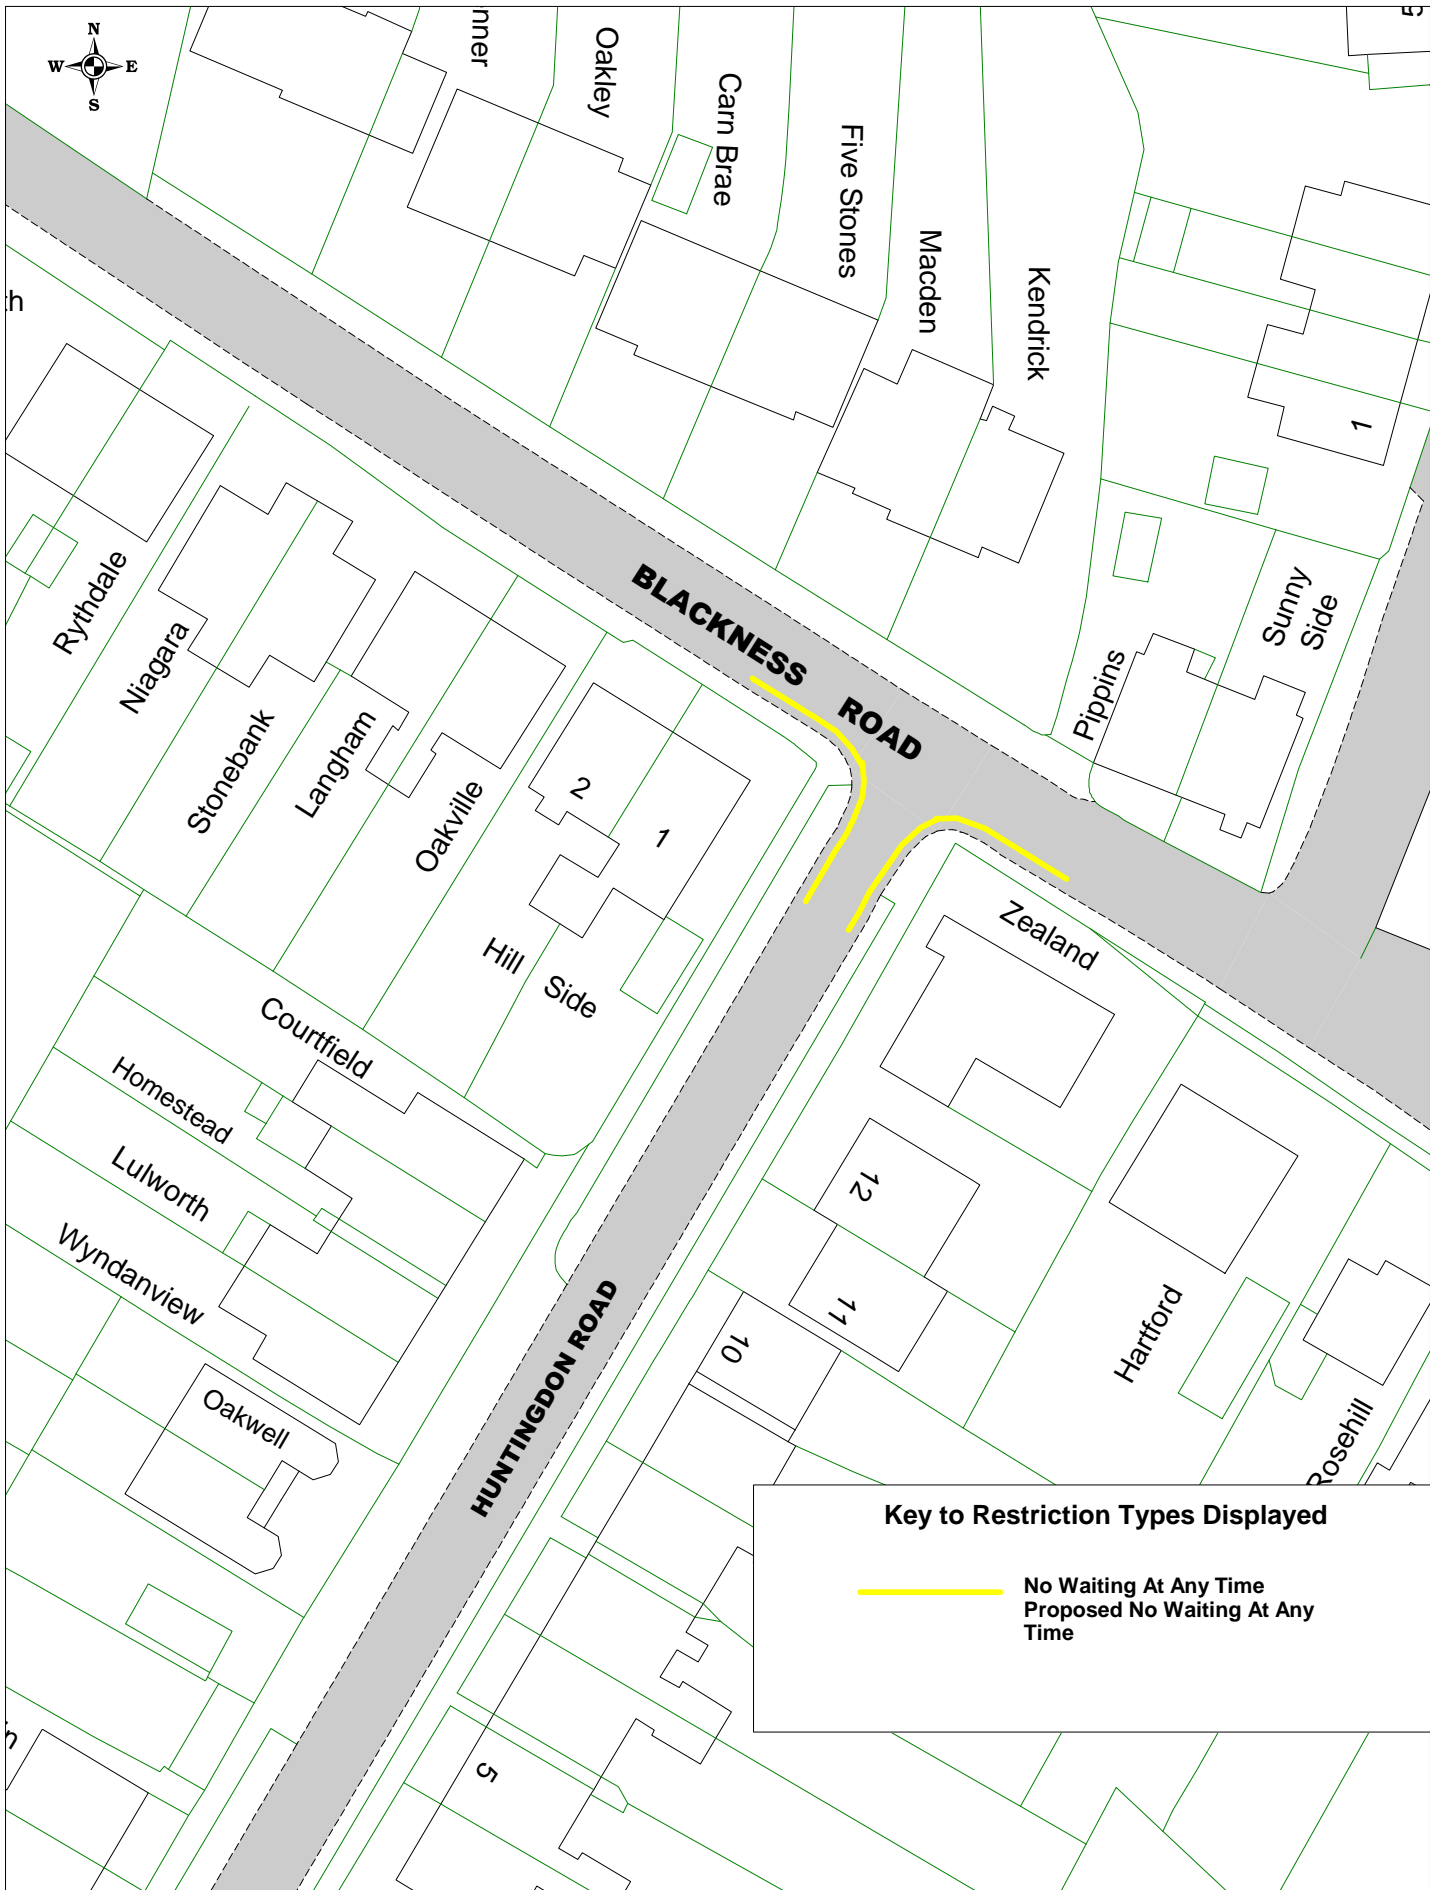 N
W E
S
nner
Oakley
Carn Brae
Five Stones
Macden
Kendrick
5
th
1
BLACKNESS ROAD
Rythdale
Niagara
Stonebank
Langham
Oakville
2
1
Hill Side
Pippins
Sunny
Side
Zealand
Courtfield
Homestead
Lulworth
Wyndanview
Oakwell
HUNTINGDON ROAD
12
11
10
Hartford
Rosehill
5
Key to Restriction Types Displayed
No Waiting At Any Time
Proposed No Waiting At Any
Time